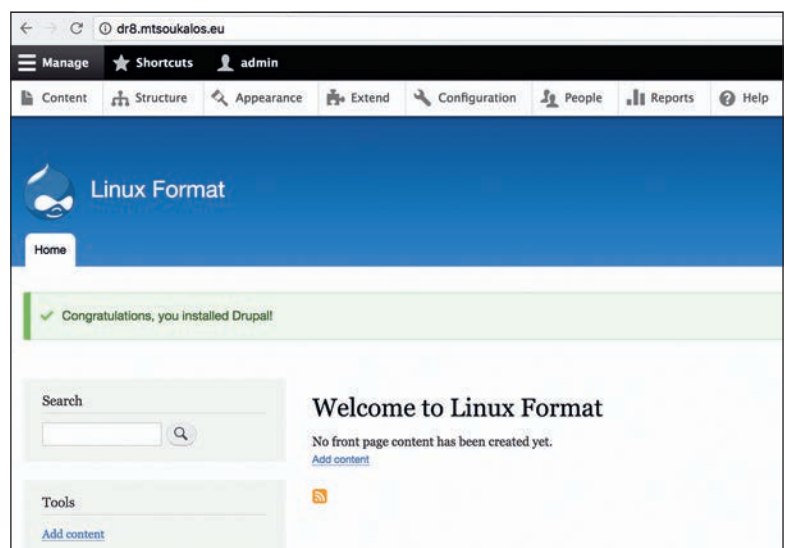 dr8.mtsoukalos.eu
Manage Shortcuts admin
Content Structure Appearance Extend Configuration People Reports Help
Linux Format
Home
Congratulations, you installed Drupal!
Search
Welcome to Linux Format
No front page content has been created yet.
Add content
Tools
Add content